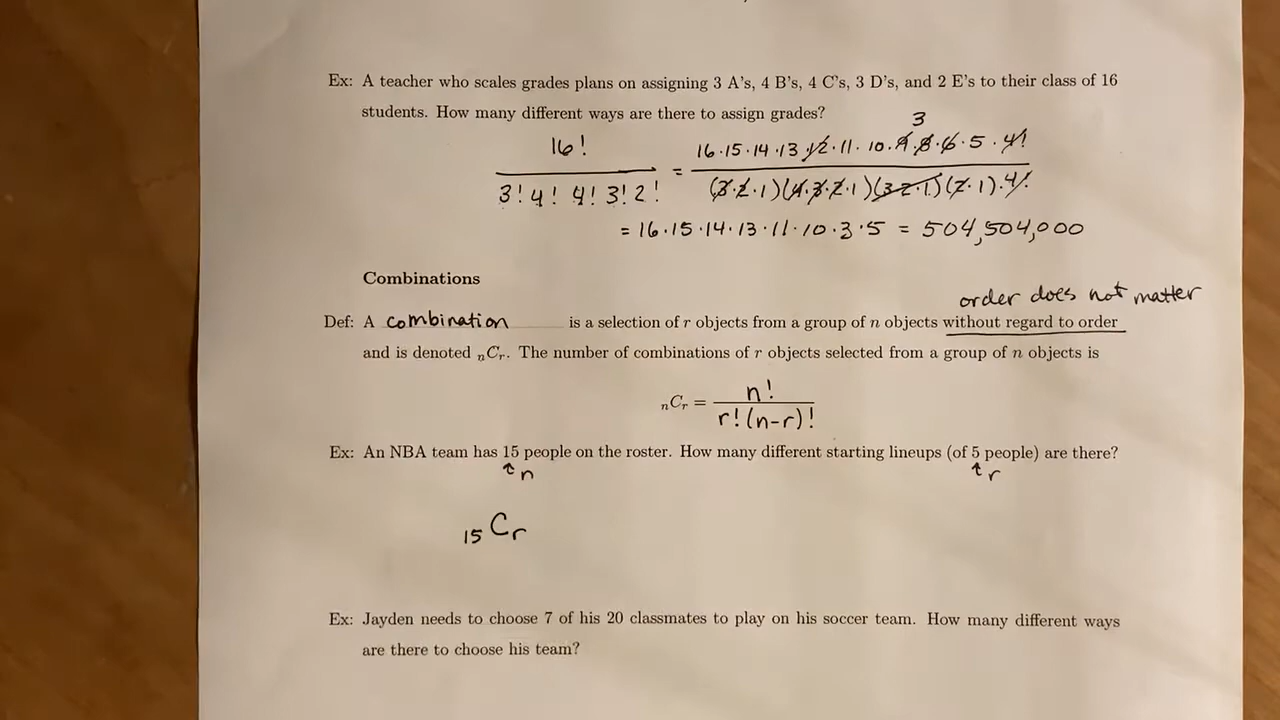 Ex: A teacher who scales grades plans on assigning 3 A's, 4 B's, 4 C's, 3 D's, and 2 E's to their class of 16
students. How many different ways are there to assign grades?
3
16! / 3! 4! 4! 3! 2! = 16·15·14·13·12·11·10·9·8·6·5·4! / (3·2·1)(4·3·2·1)(3·2·1)(2·1)·4!
= 16·15·14·13·11·10·3·5 = 504,504,000
Combinations
order does not matter
Def: A combination is a selection of r objects from a group of n objects without regard to order
and is denoted nCr. The number of combinations of r objects selected from a group of n objects is
nCr = n! / r!(n-r)!
Ex: An NBA team has 15 people on the roster. How many different starting lineups (of 5 people) are there?
↑ n ↑ r
15Cr
Ex: Jayden needs to choose 7 of his 20 classmates to play on his soccer team. How many different ways
are there to choose his team?